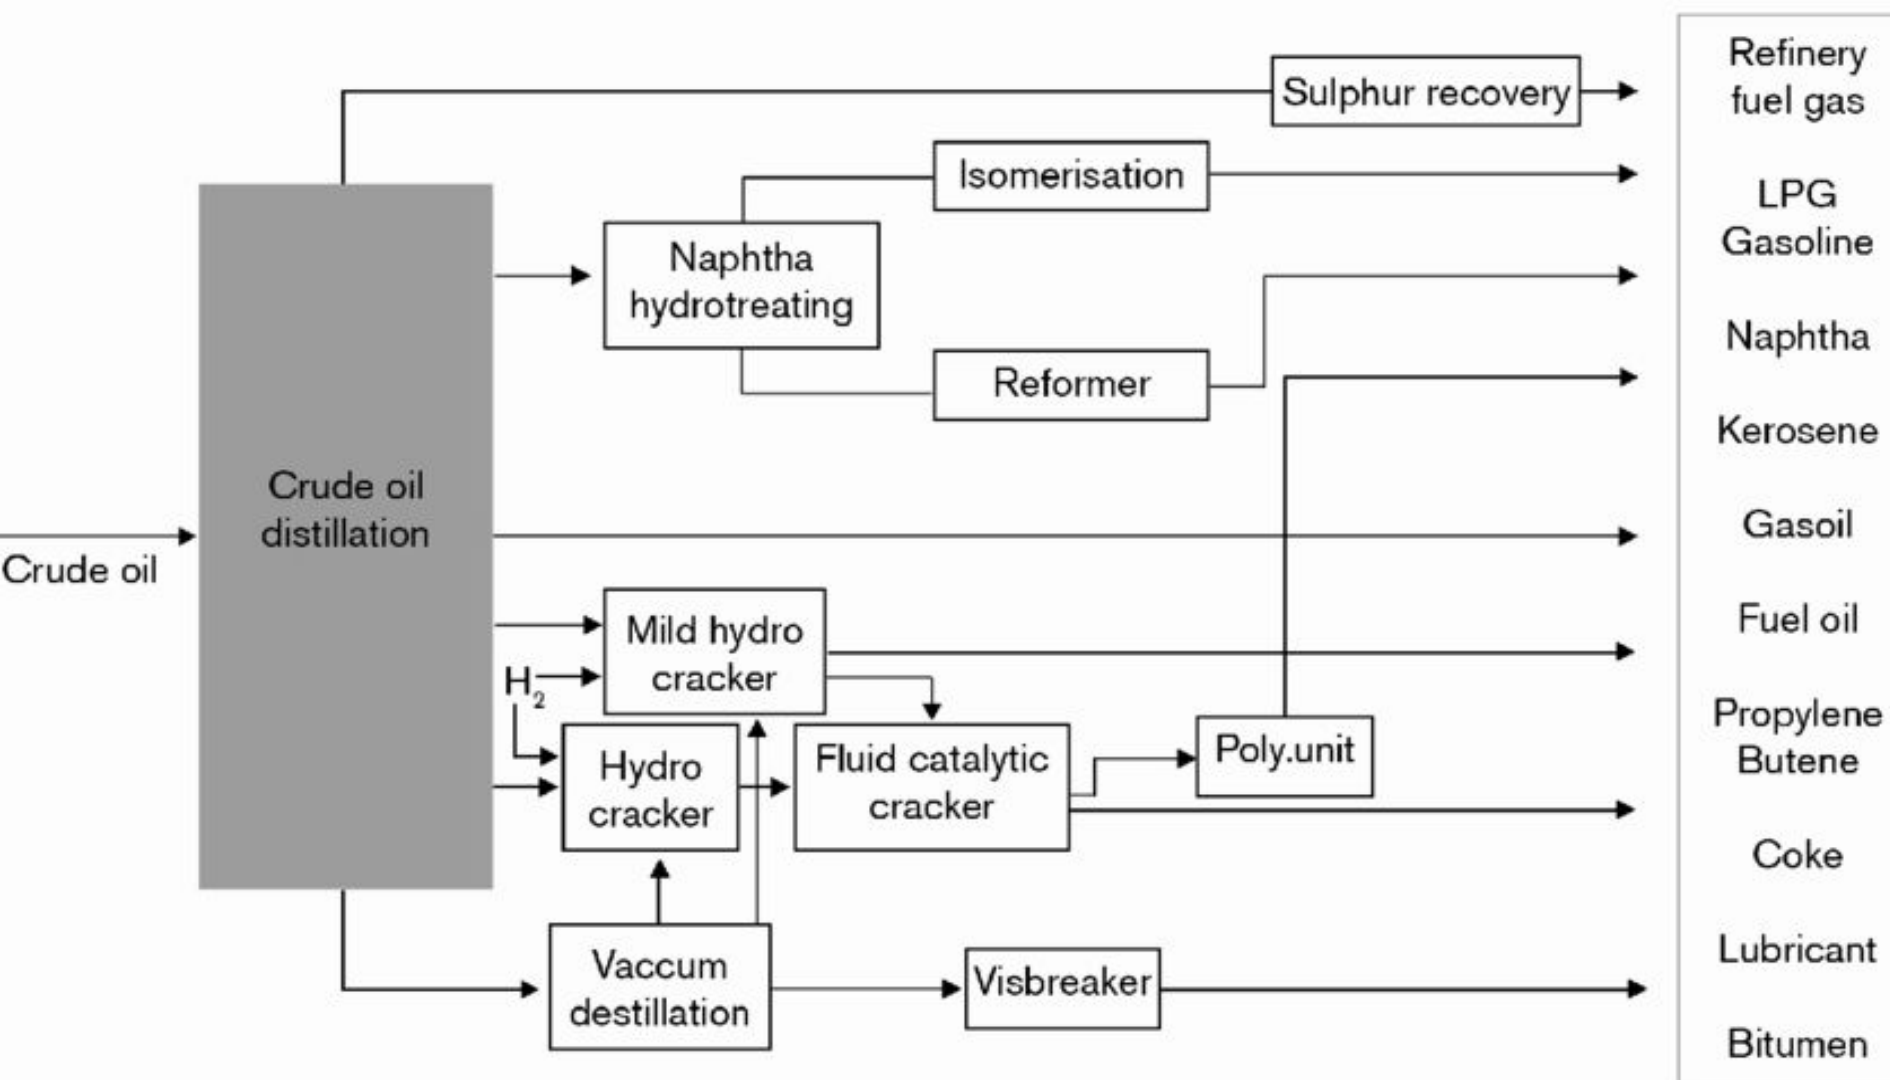 Sulphur recovery
Isomerisation
Naphtha
hydrotreating
Reformer
Crude oil
distillation
Crude oil
Mild hydro
cracker
H2
Hydro
cracker
Fluid catalytic
cracker
Poly.unit
Vaccum
destillation
Visbreaker
Refinery
fuel gas
LPG
Gasoline
Naphtha
Kerosene
Gasoil
Fuel oil
Propylene
Butene
Coke
Lubricant
Bitumen